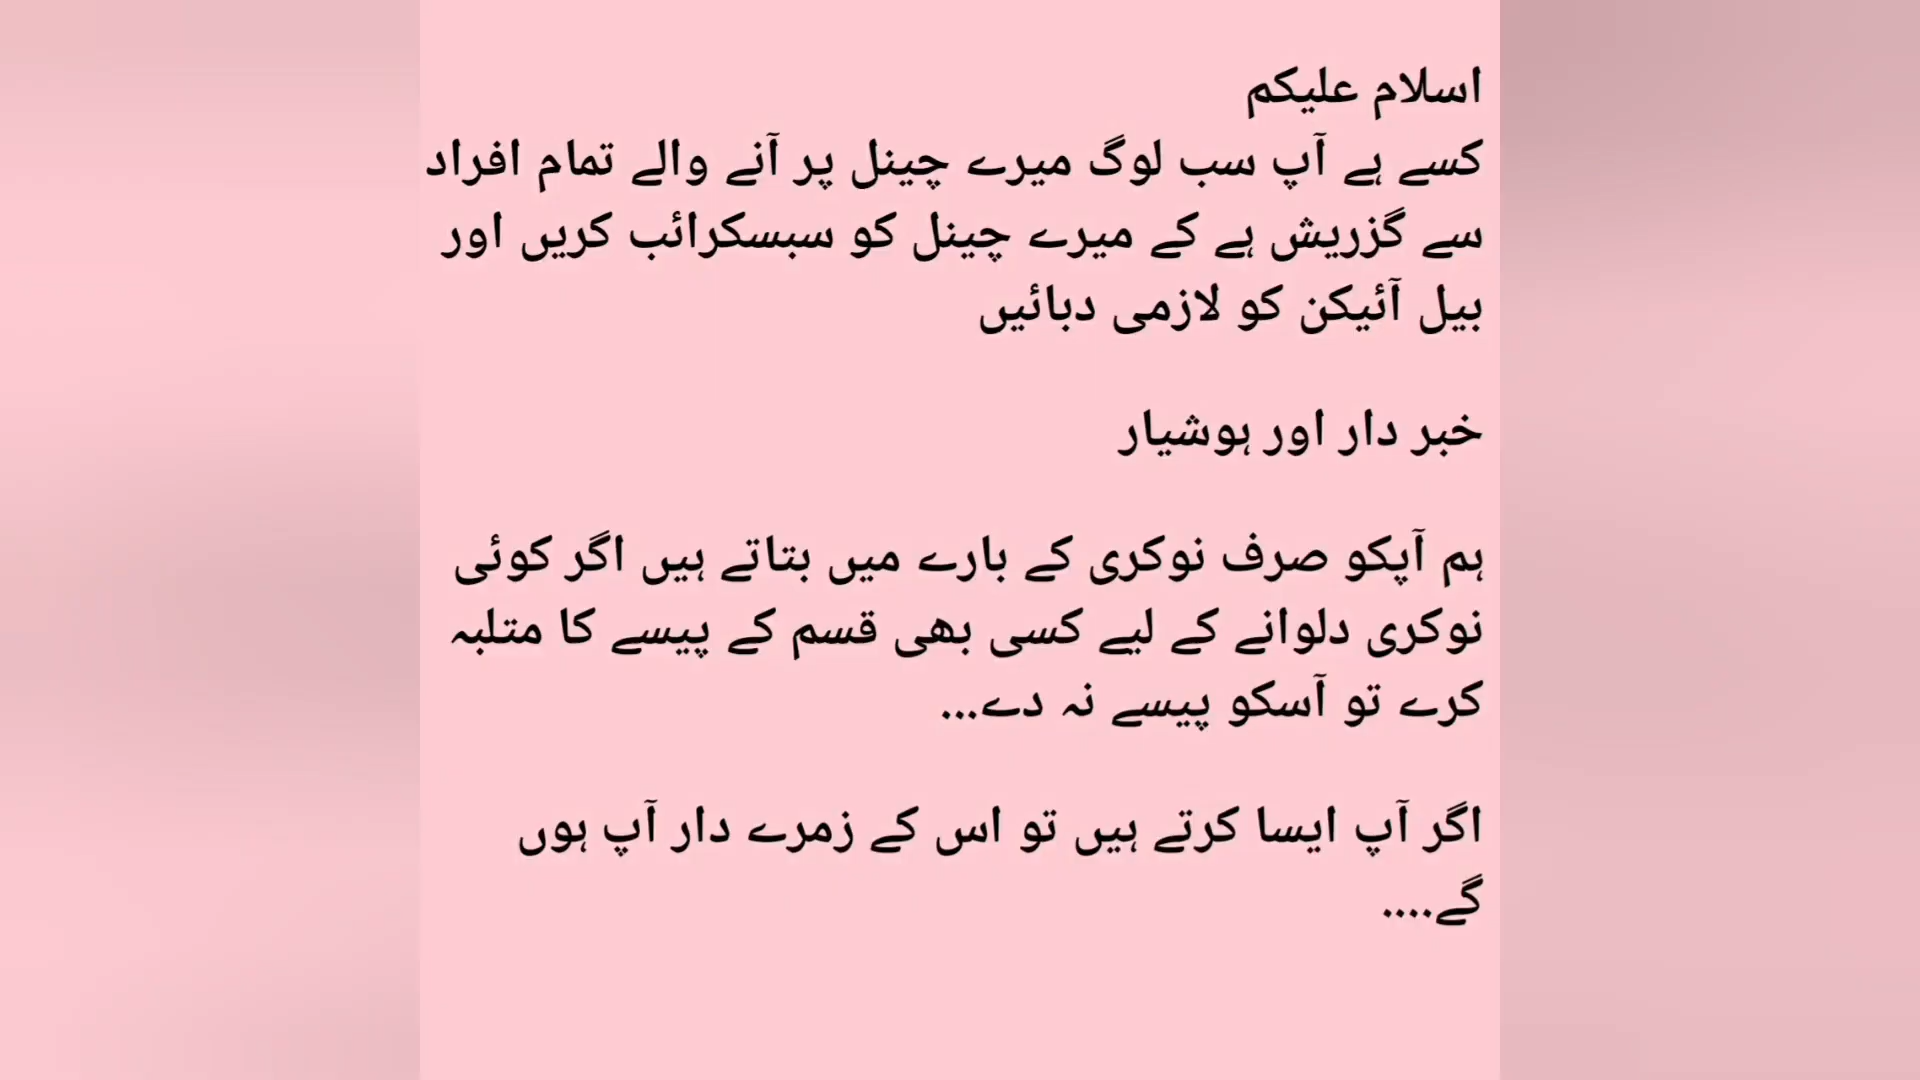 اسلام علیکم
کسے ہے آپ سب لوگ میرے چینل پر آنے والے تمام افراد
سے گزریش ہے کے میرے چینل کو سبسکرائب کریں اور
بیل آئیکن کو لازمی دبائیں
خبر دار اور ہوشیار
ہم آپکو صرف نوکری کے بارے میں بتاتے ہیں اگر کوئی
نوکری دلوانے کے لیے کسی بھی قسم کے پیسے کا متلبہ
کرے تو آسکو پیسے نہ دے...
اگر آپ ایسا کرتے ہیں تو اس کے زمرے دار آپ ہوں
گے....